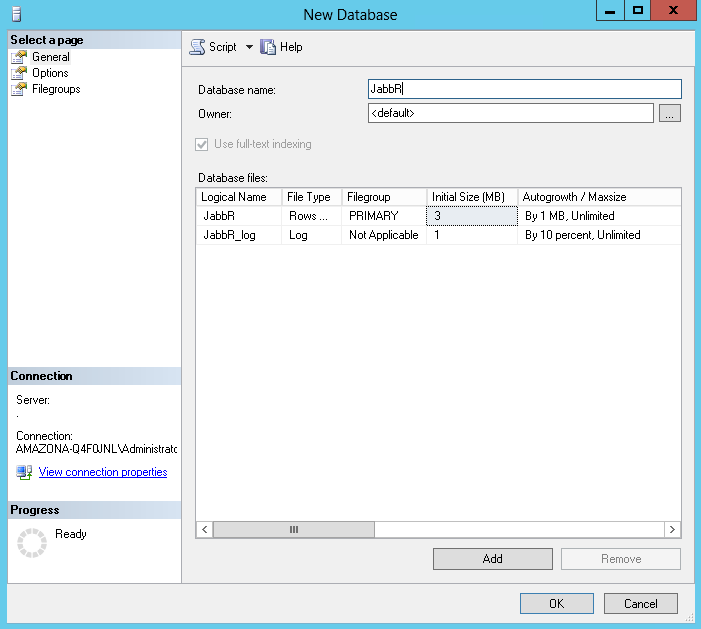 New Database
Select a page
General
Options
Filegroups
Script
Help
Database name:
JabbR
Owner:
<default>
...
Use full-text indexing
Database files:
Logical Name File Type Filegroup Initial Size (MB) Autogrowth / Maxsize
JabbR Rows ... PRIMARY 3 By 1 MB, Unlimited
JabbR_log Log Not Applicable 1 By 10 percent, Unlimited
Connection
Server:
.
Connection:
AMAZONA-Q4F0JNL\Administrato
View connection properties
Progress
Ready
Add
Remove
OK
Cancel